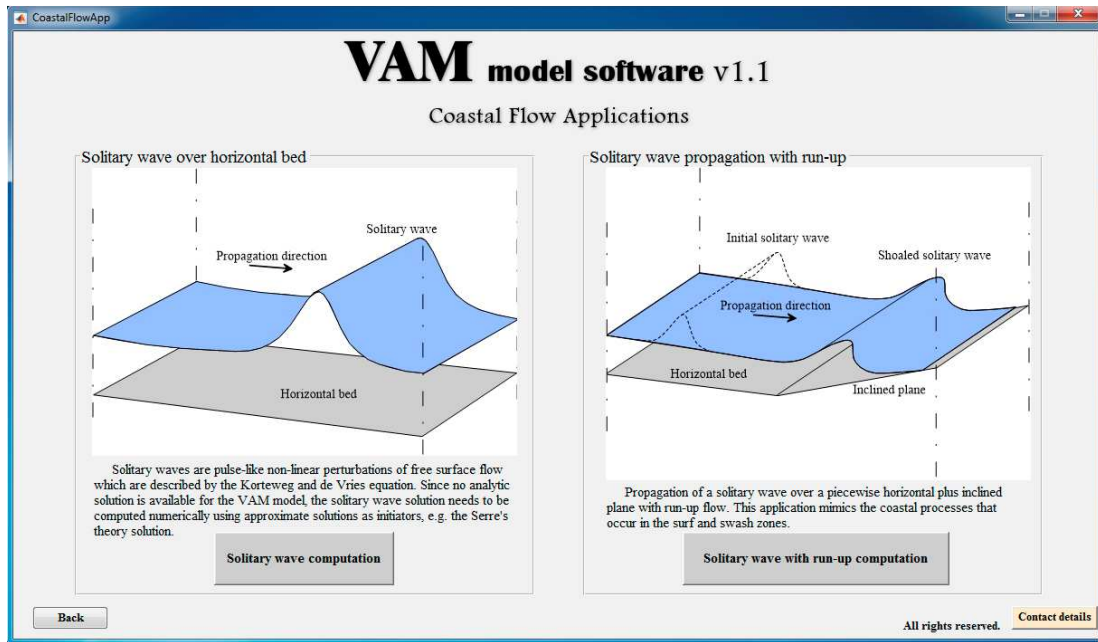 CoastalFlowApp
VAM model software v1.1
Coastal Flow Applications
Solitary wave over horizontal bed
Solitary wave
Propagation direction
Horizontal bed
Solitary waves are pulse-like non-linear perturbations of free surface flow
which are described by the Korteweg and de Vries equation. Since no analytic
solution is available for the VAM model, the solitary wave solution needs to be
computed numerically using approximate solutions as initiators, e.g. the Serre's
theory solution.
Solitary wave computation
Solitary wave propagation with run-up
Initial solitary wave
Shoaled solitary wave
Propagation direction
Horizontal bed
Inclined plane
Propagation of a solitary wave over a piecewise horizontal plus inclined
plane with run-up flow. This application mimics the coastal processes that
occur in the surf and swash zones.
Solitary wave with run-up computation
Back
All rights reserved.
Contact details